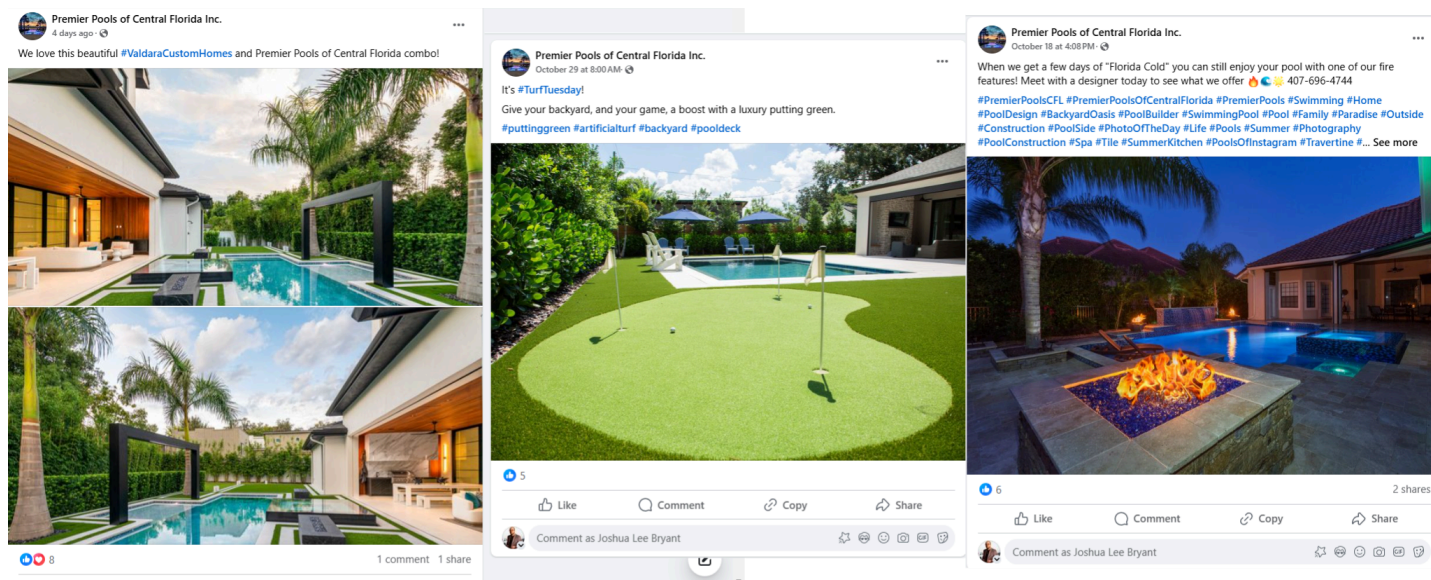 Premier Pools of Central Florida Inc.
4 days ago ·
We love this beautiful #ValdaraCustomHomes and Premier Pools of Central Florida combo!
8
1 comment 1 share
Premier Pools of Central Florida Inc.
October 29 at 8:00 AM ·
It's #TurfTuesday!
Give your backyard, and your game, a boost with a luxury putting green.
#puttinggreen #artificialturf #backyard #pooldeck
5
Like Comment Copy Share
Comment as Joshua Lee Bryant
GIF
Premier Pools of Central Florida Inc.
October 18 at 4:08 PM ·
When we get a few days of "Florida Cold" you can still enjoy your pool with one of our fire
features! Meet with a designer today to see what we offer 🔥🌊🌟 407-696-4744
#PremierPoolsCFL #PremierPoolsOfCentralFlorida #PremierPools #Swimming #Home
#PoolDesign #BackyardOasis #PoolBuilder #SwimmingPool #Pool #Family #Paradise #Outside
#Construction #PoolSide #PhotoOfTheDay #Life #Pools #Summer #Photography
#PoolConstruction #Spa #Tile #SummerKitchen #PoolsOfInstagram #Travertine #... See more
6
2 shares
Like Comment Copy Share
Comment as Joshua Lee Bryant
GIF